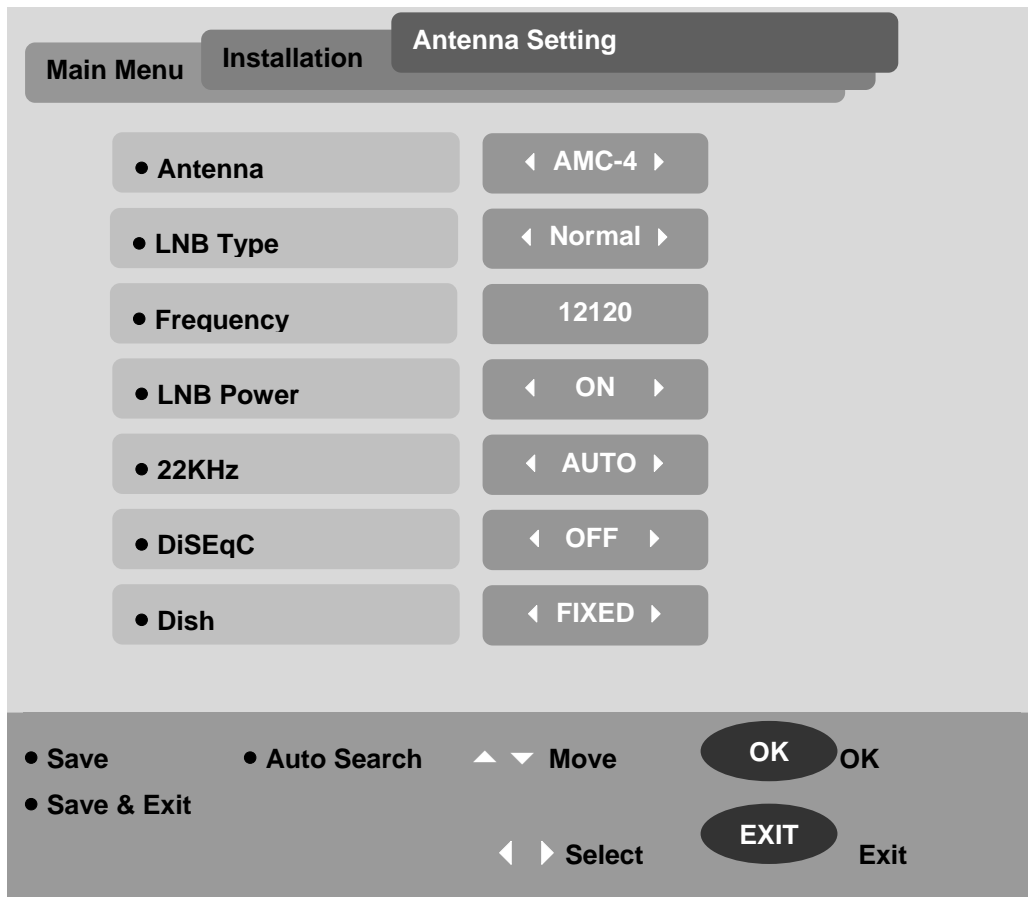 Main Menu Installation Antenna Setting
• Antenna AMC-4
• LNB Type Normal
• Frequency 12120
• LNB Power ON
• 22KHz AUTO
• DiSEqC OFF
• Dish FIXED
• Save • Auto Search Move OK OK
• Save & Exit
Select EXIT Exit